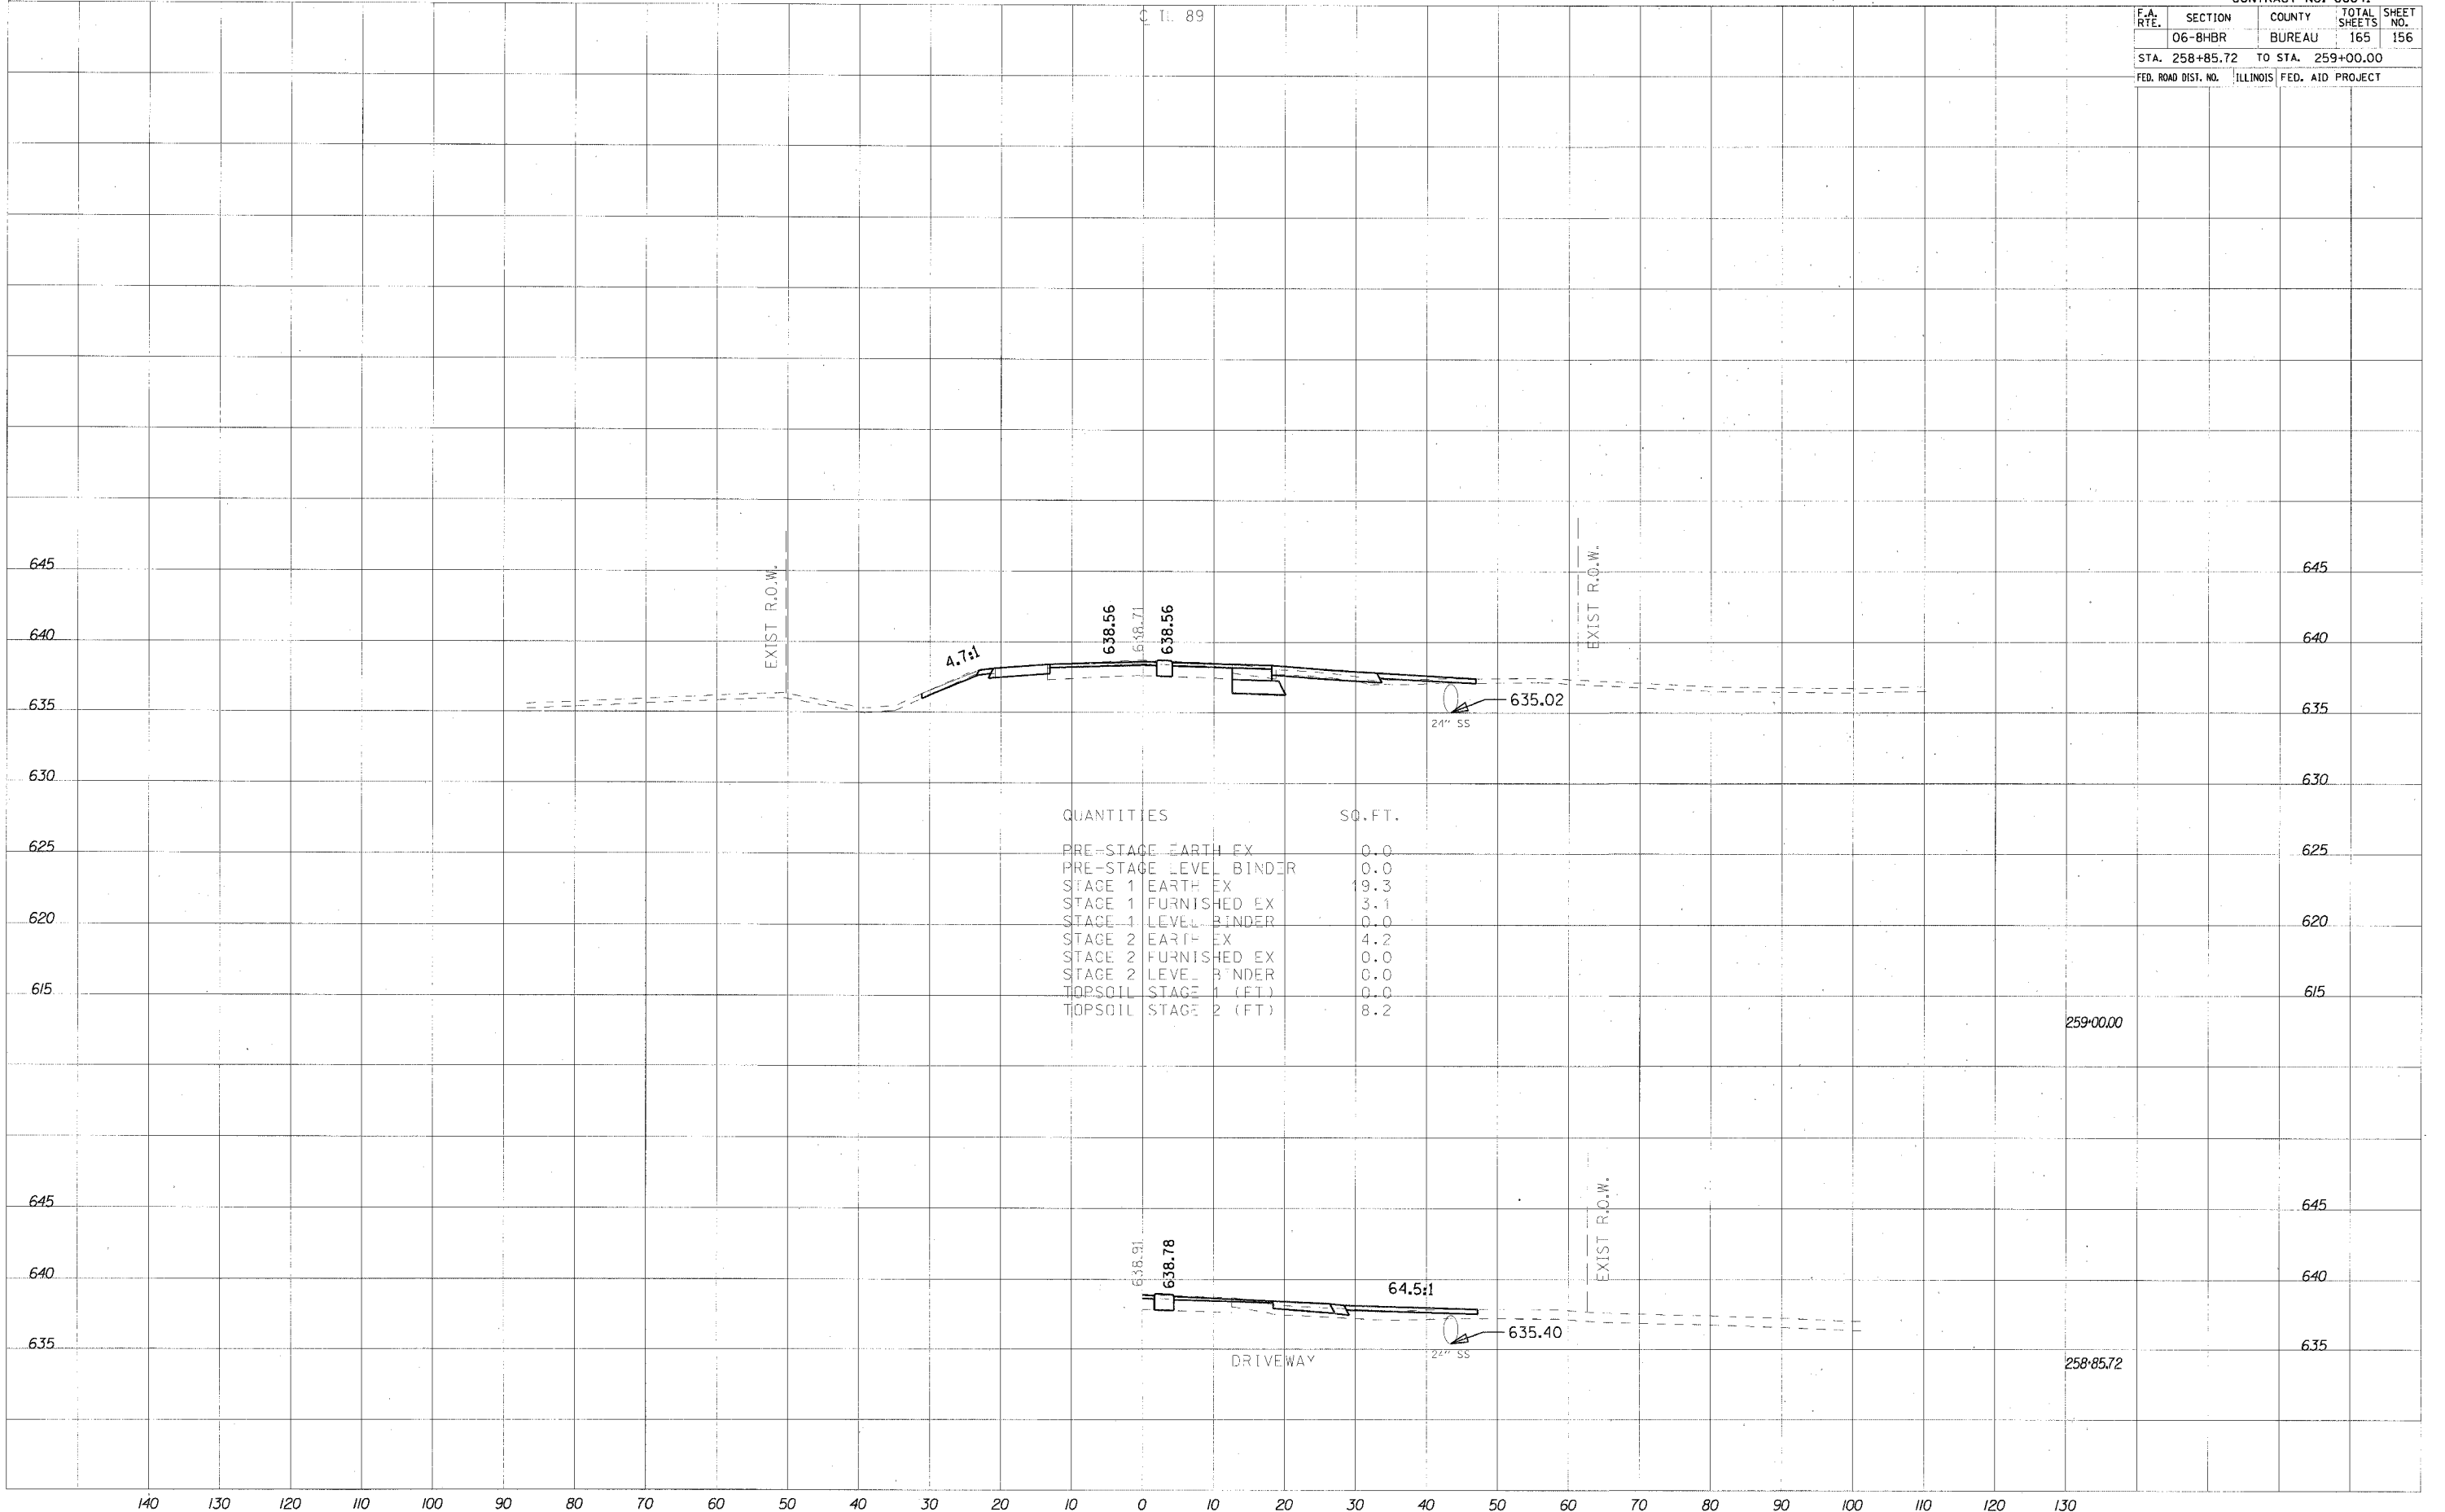 ℄ IL 89
F.A. RTE. SECTION COUNTY TOTAL SHEETS SHEET NO.
06-8HBR BUREAU 165 156
STA. 258+85.72 TO STA. 259+00.00
FED. ROAD DIST. NO. ILLINOIS FED. AID PROJECT
EXIST R.O.W.
EXIST R.O.W.
645 645
640 640
635 635
630 630
625 625
620 620
615 615
4.7:1
638.56
638.71
638.56
635.02
24" SS
QUANTITIES SQ.FT.
PRE-STAGE EARTH EX 0.0
PRE-STAGE LEVEL BINDER 0.0
STAGE 1 EARTH EX 19.3
STAGE 1 FURNISHED EX 3.1
STAGE 1 LEVEL BINDER 0.0
STAGE 2 EARTH EX 4.2
STAGE 2 FURNISHED EX 0.0
STAGE 2 LEVEL BINDER 0.0
TOPSOIL STAGE 1 (FT) 0.0
TOPSOIL STAGE 2 (FT) 8.2
259+00.00
EXIST R.O.W.
645 645
640 640
635 635
638.91
638.78
64.5:1
635.40
24" SS
DRIVEWAY
258+85.72
140 130 120 110 100 90 80 70 60 50 40 30 20 10 0 10 20 30 40 50 60 70 80 90 100 110 120 130